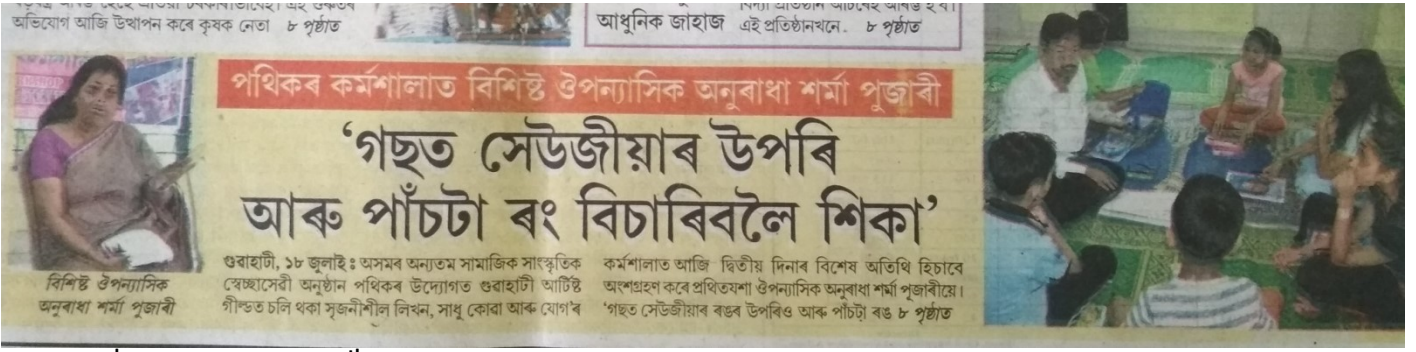 অভিযোগ আজি উত্থাপন কৰে কৃষক নেতা ৮ পৃষ্ঠাত
আধুনিক জাহাজ
এই প্ৰতিষ্ঠানখনে. ৮ পৃষ্ঠাত
পথিকৰ কৰ্মশালাত বিশিষ্ট ঔপন্যাসিক অনুৰাধা শৰ্মা পূজাৰী
‘গছত সেউজীয়াৰ উপৰি
আৰু পাঁচটা ৰং বিচাৰিবলৈ শিকা’
বিশিষ্ট ঔপন্যাসিক
অনুৰাধা শৰ্মা পূজাৰী
গুৱাহাটী, ১৮ জুলাই ঃ অসমৰ অন্যতম সামাজিক সাংস্কৃতিক
স্বেচ্ছাসেৱী অনুষ্ঠান পথিকৰ উদ্যোগত গুৱাহাটী আৰ্টিষ্ট
গীল্ডত চলি থকা সৃজনীশীল লিখন, সাধু কোৱা আৰু যোগ'ৰ
কৰ্মশালাত আজি দ্বিতীয় দিনাৰ বিশেষ অতিথি হিচাবে
অংশগ্ৰহণ কৰে প্ৰথিতযশা ঔপন্যাসিক অনুৰাধা শৰ্মা পূজাৰীয়ে।
‘গছত সেউজীয়াৰ ৰঙৰ উপৰিও আৰু পাঁচটা ৰঙ ৮ পৃষ্ঠাত